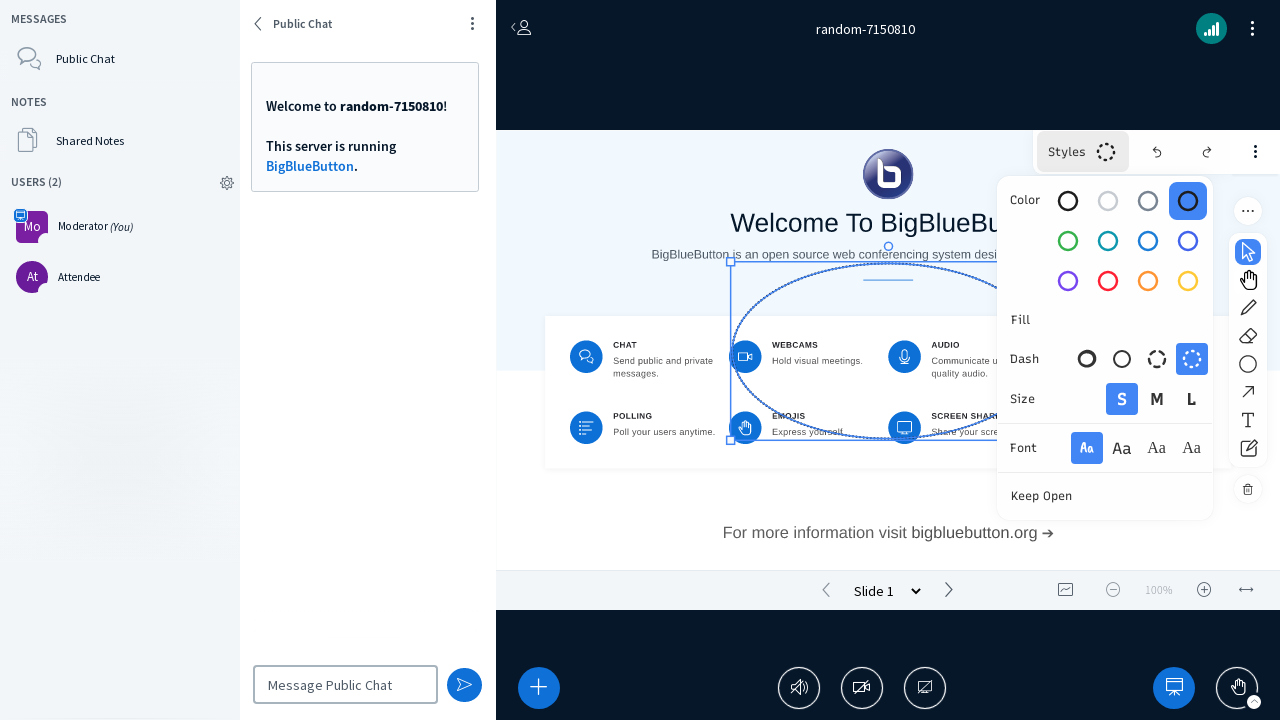 MESSAGES
Public Chat
NOTES
Shared Notes
USERS (2)
Mo
Moderator (You)
At
Attendee
Public Chat
Welcome to random-7150810!
This server is running
BigBlueButton.
Message Public Chat
random-7150810
Styles
Welcome To BigBlueBu
BigBlueButton is an open source web conferencing system desi
CHAT
Send public and private
messages.
WEBCAMS
Hold visual meetings.
AUDIO
Communicate u
quality audio.
POLLING
Poll your users anytime.
EMOJIS
Express yourself.
SCREEN SHAR
Share your scre
For more information visit bigbluebutton.org
Color
Fill
Dash
Size
S M L
Font
Aa Aa Aa Aa
Keep Open
T
Slide 1
100%